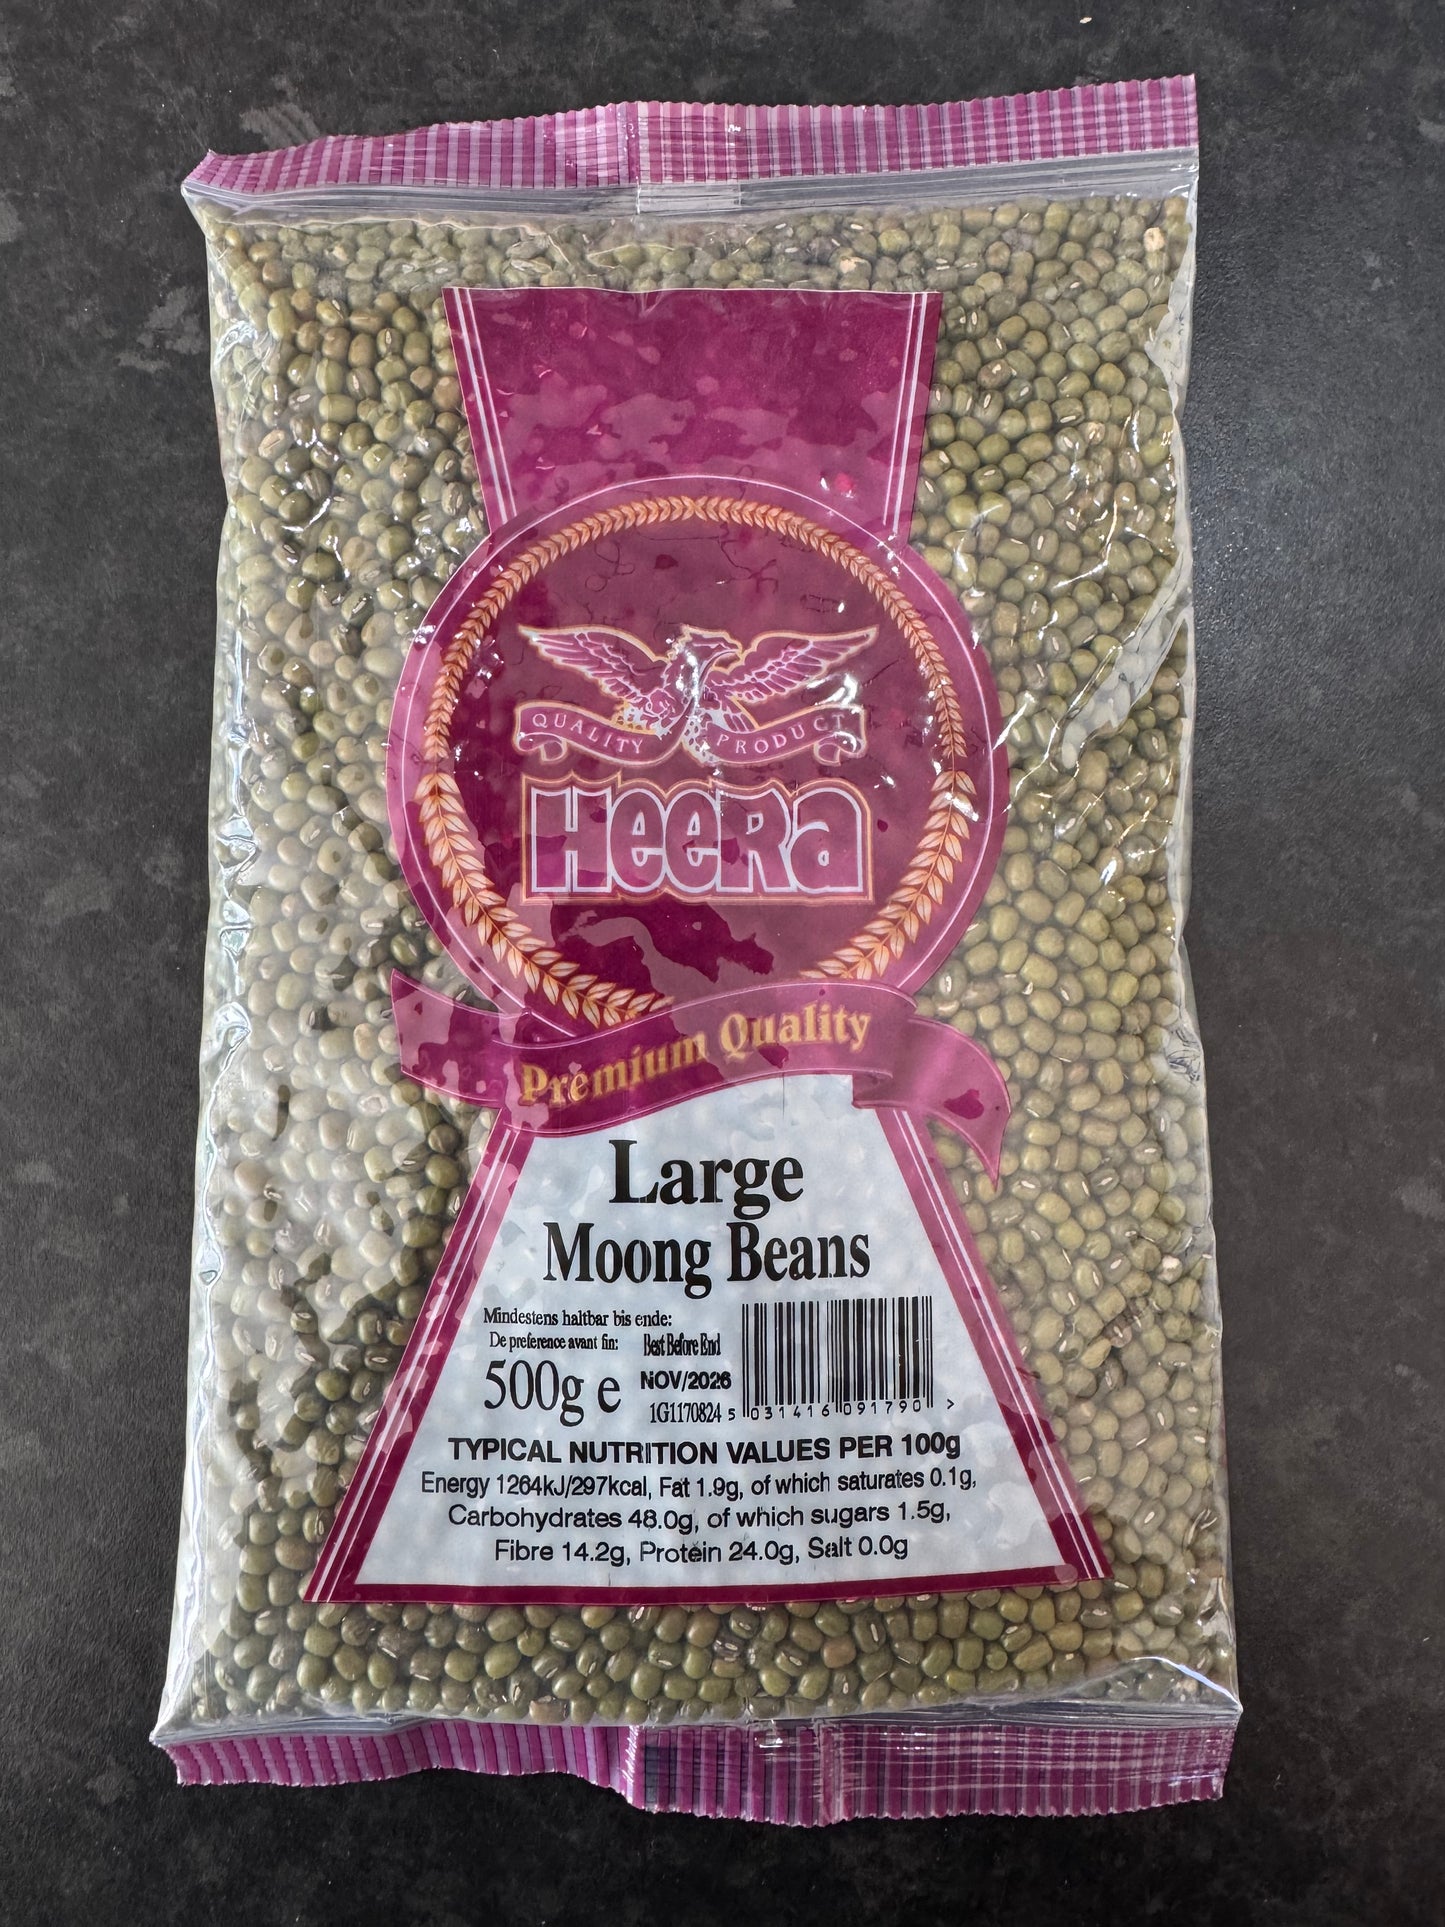 QUALITY PRODUCT
HEERA
Premium Quality
Large
Moong Beans
Mindestens haltbar bis ende:
De preference avant fin: Best Before End
500g e NOV/2026
1G1170824 5 031416 091790 >
TYPICAL NUTRITION VALUES PER 100g
Energy 1264kJ/297kcal, Fat 1.9g, of which saturates 0.1g,
Carbohydrates 48.0g, of which sugars 1.5g,
Fibre 14.2g, Protein 24.0g, Salt 0.0g